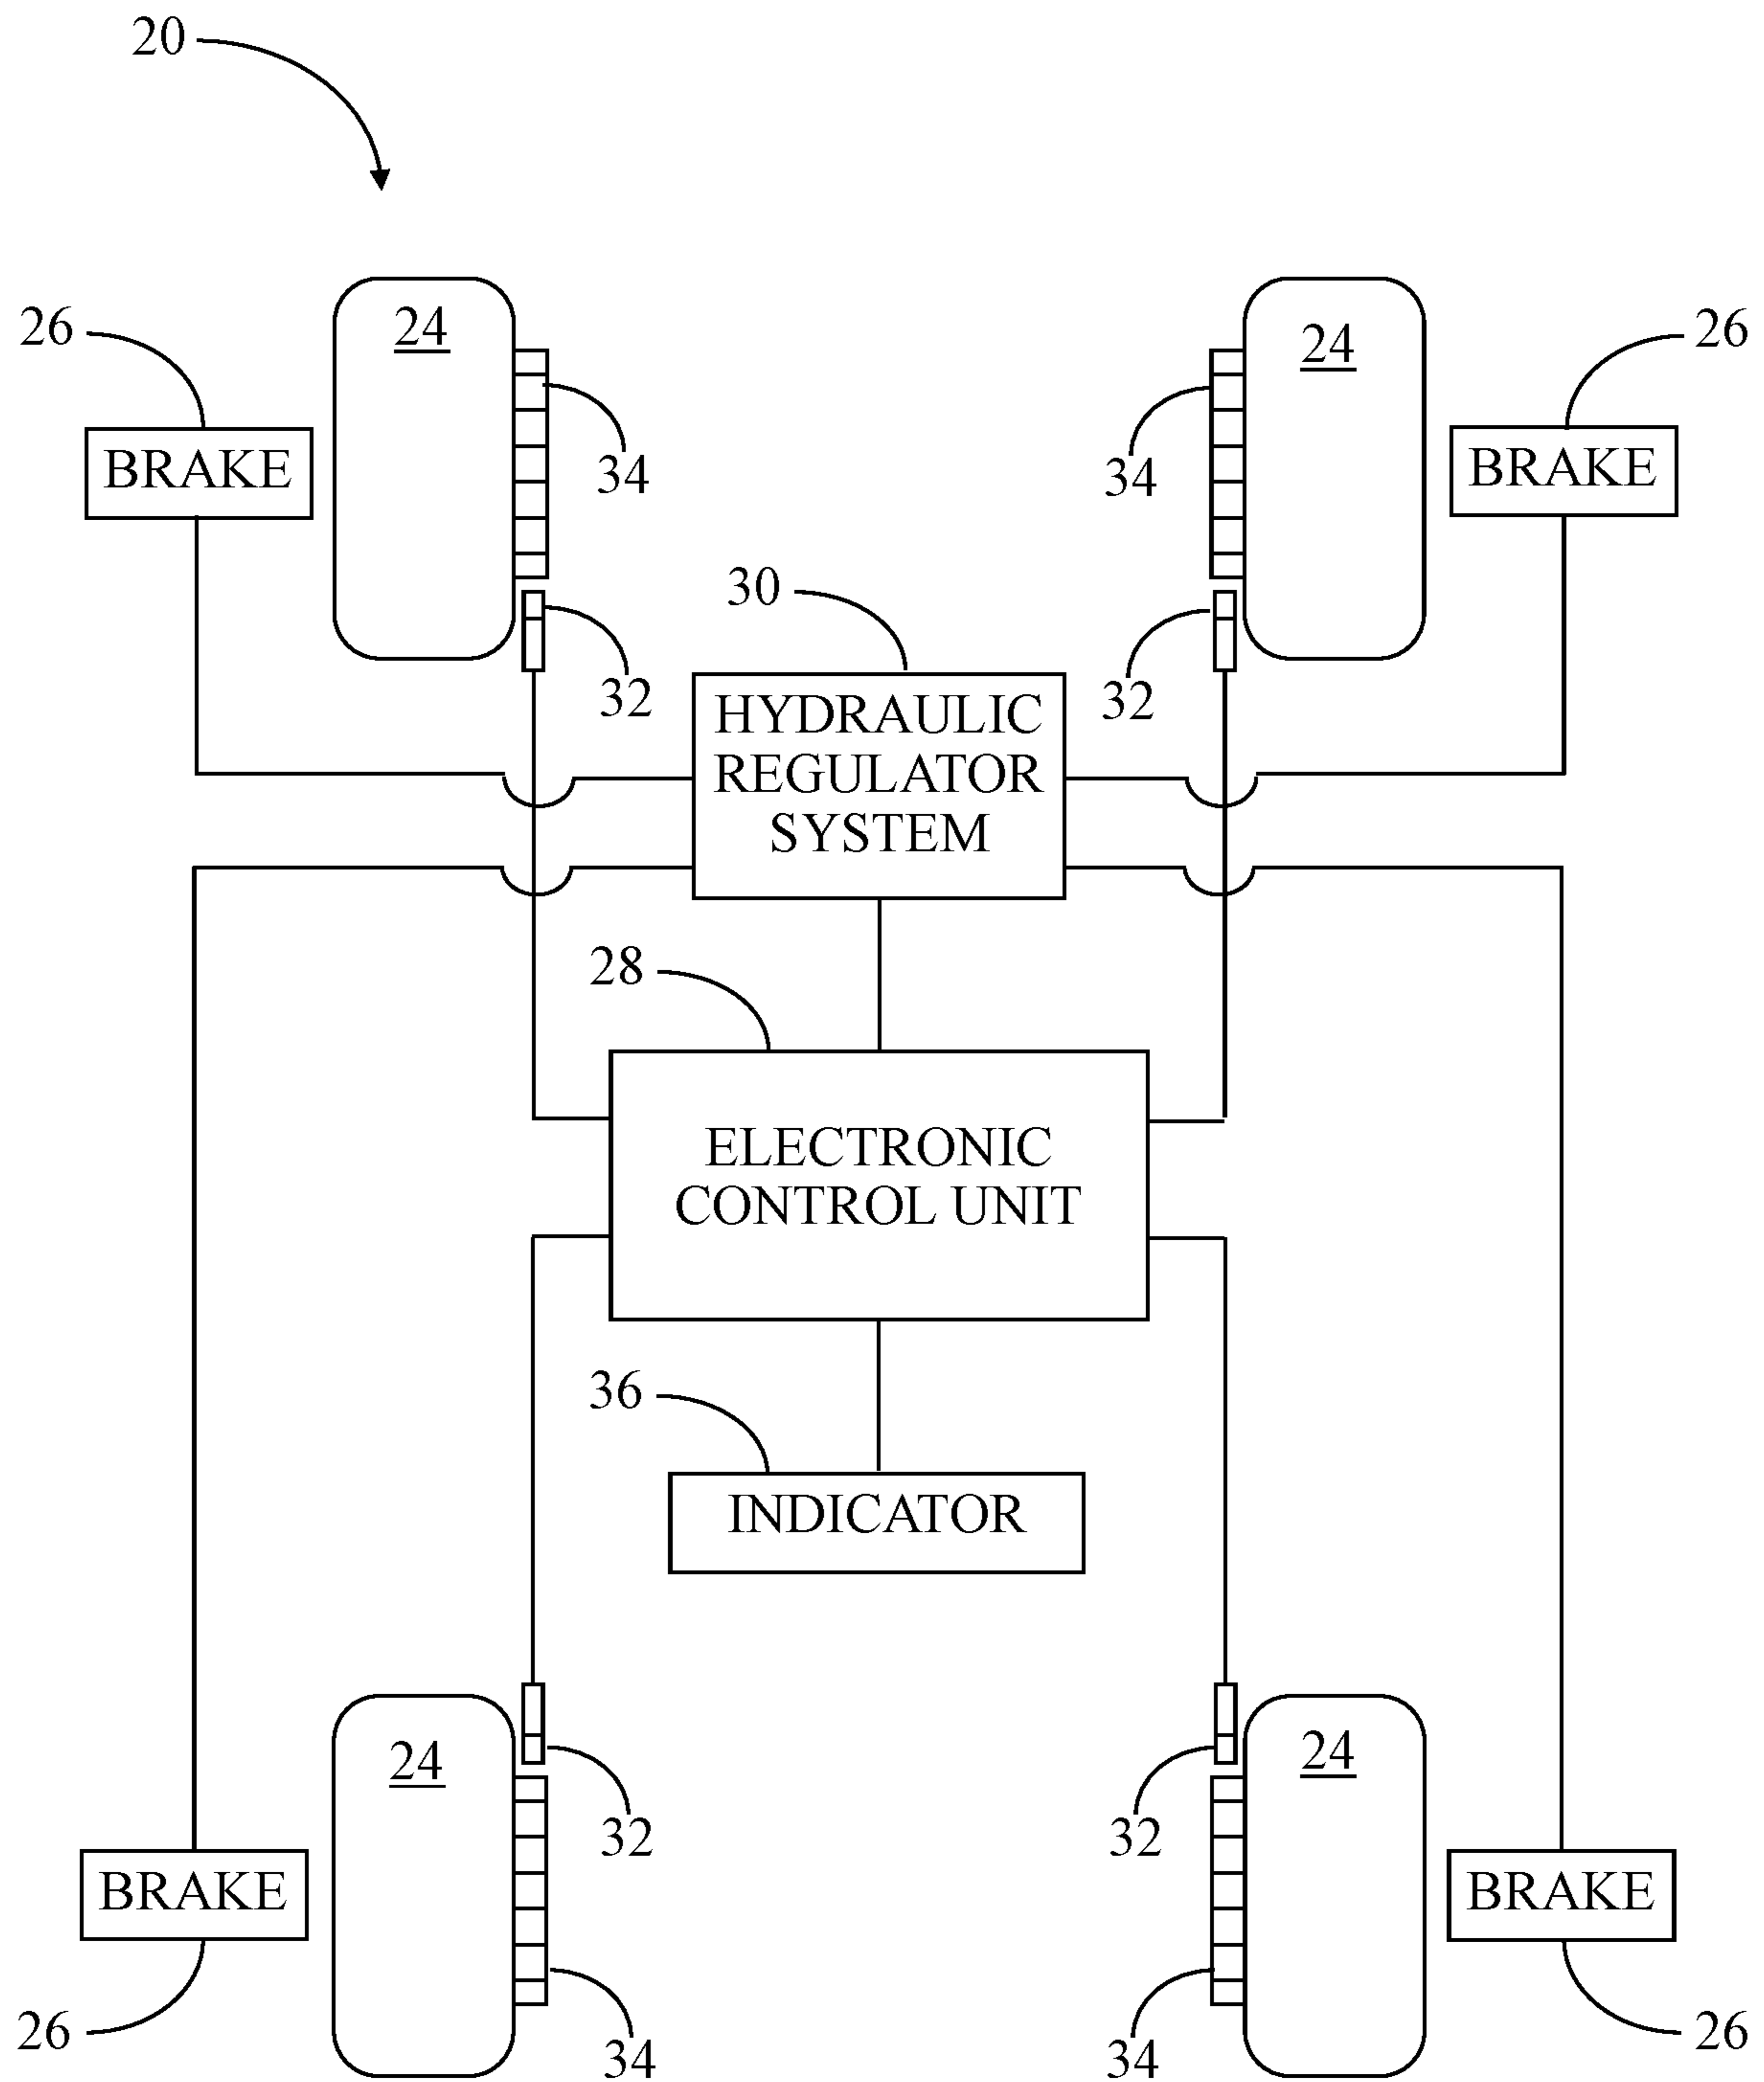 20
26
24
24
26
BRAKE
34
34
BRAKE
30
32
32
HYDRAULIC
REGULATOR
SYSTEM
28
ELECTRONIC
CONTROL UNIT
36
INDICATOR
24
24
32
32
BRAKE
BRAKE
26
34
34
26